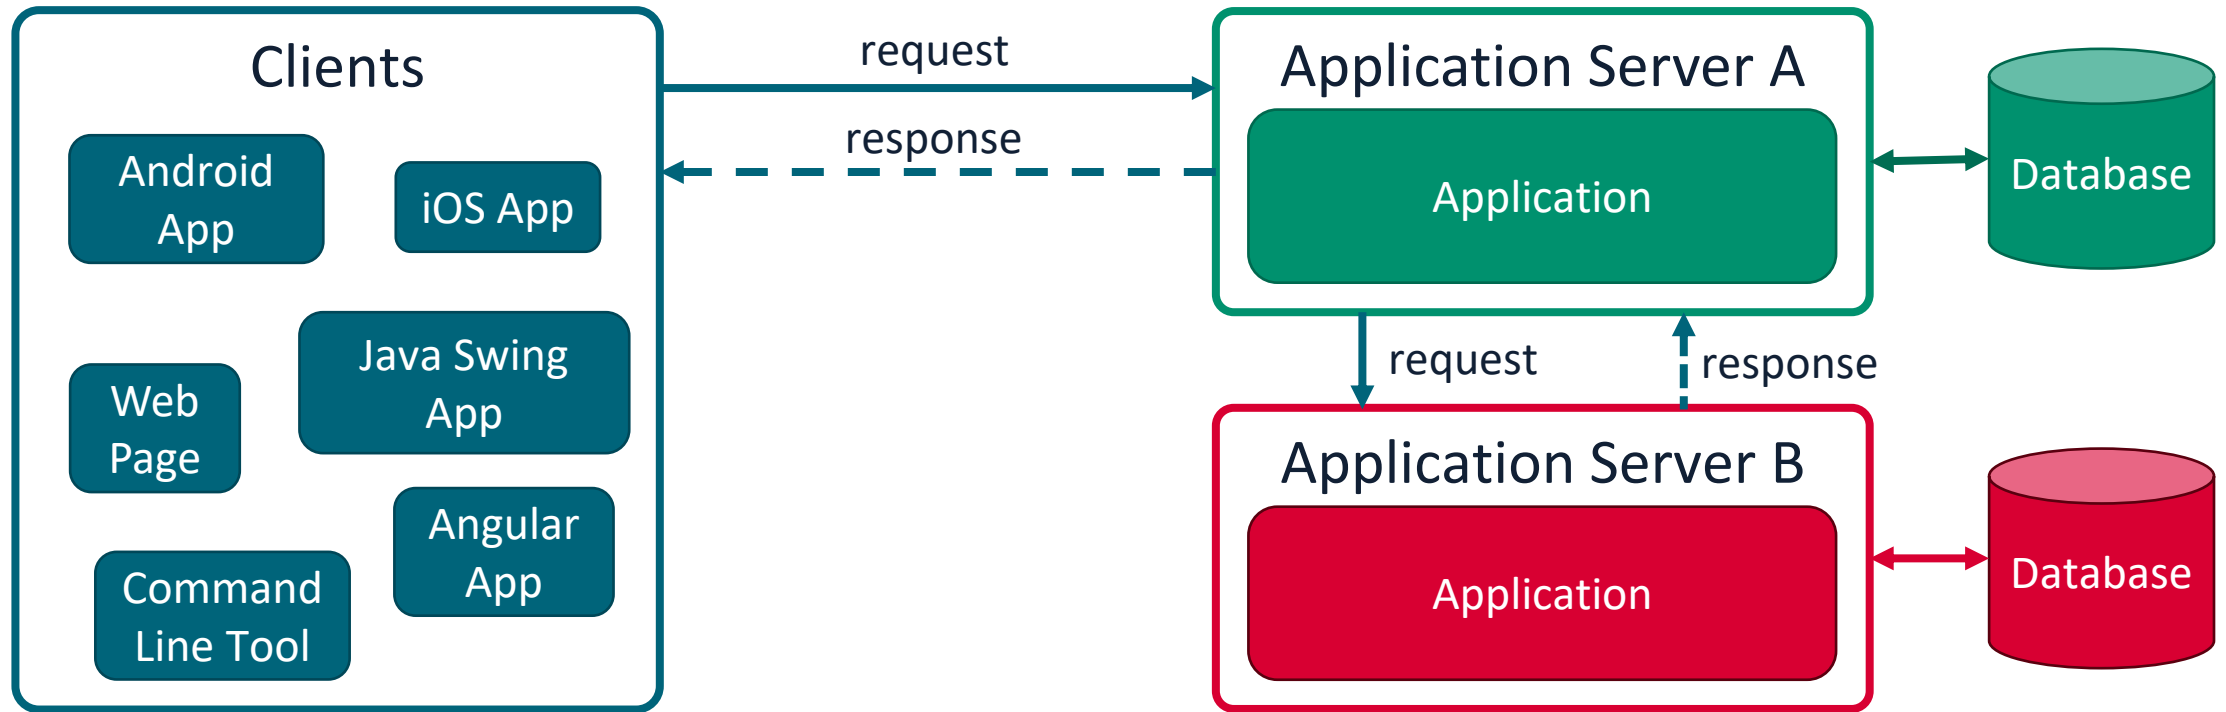 Clients
Android
App
iOS App
Java Swing
App
Web
Page
Angular
App
Command
Line Tool
request
response
Application Server A
Application
Database
request
response
Application Server B
Application
Database